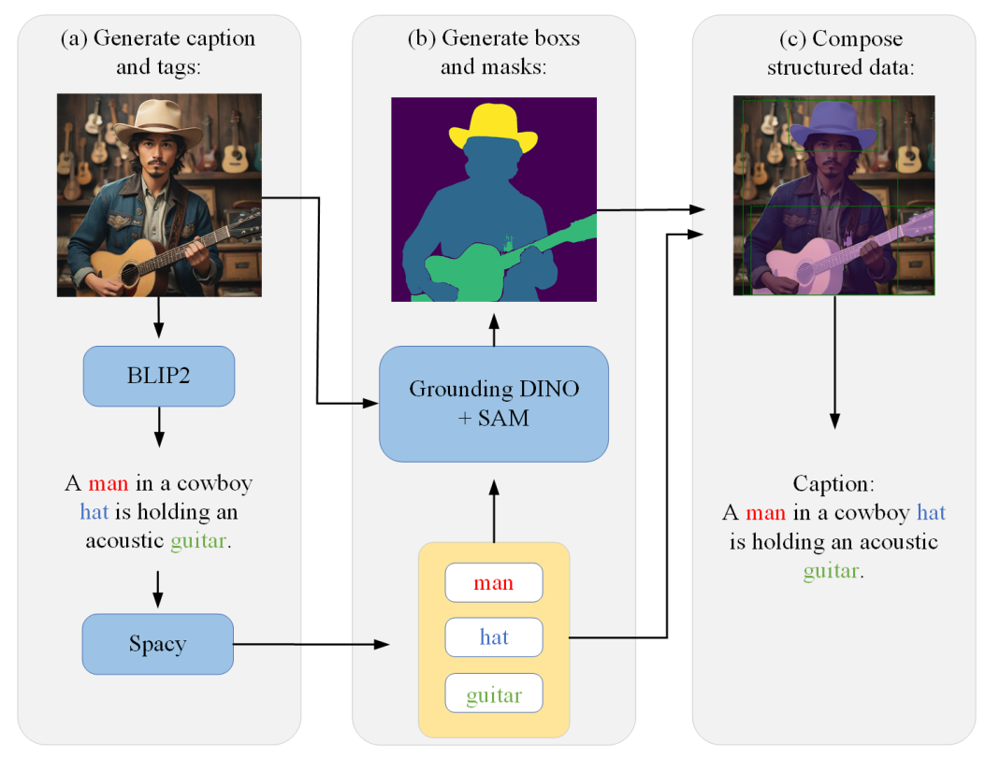 (a) Generate caption
and tags:
BLIP2
A man in a cowboy
hat is holding an
acoustic guitar.
Spacy
(b) Generate boxs
and masks:
Grounding DINO
+ SAM
man
hat
guitar
(c) Compose
structured data:
Caption:
A man in a cowboy hat
is holding an acoustic
guitar.